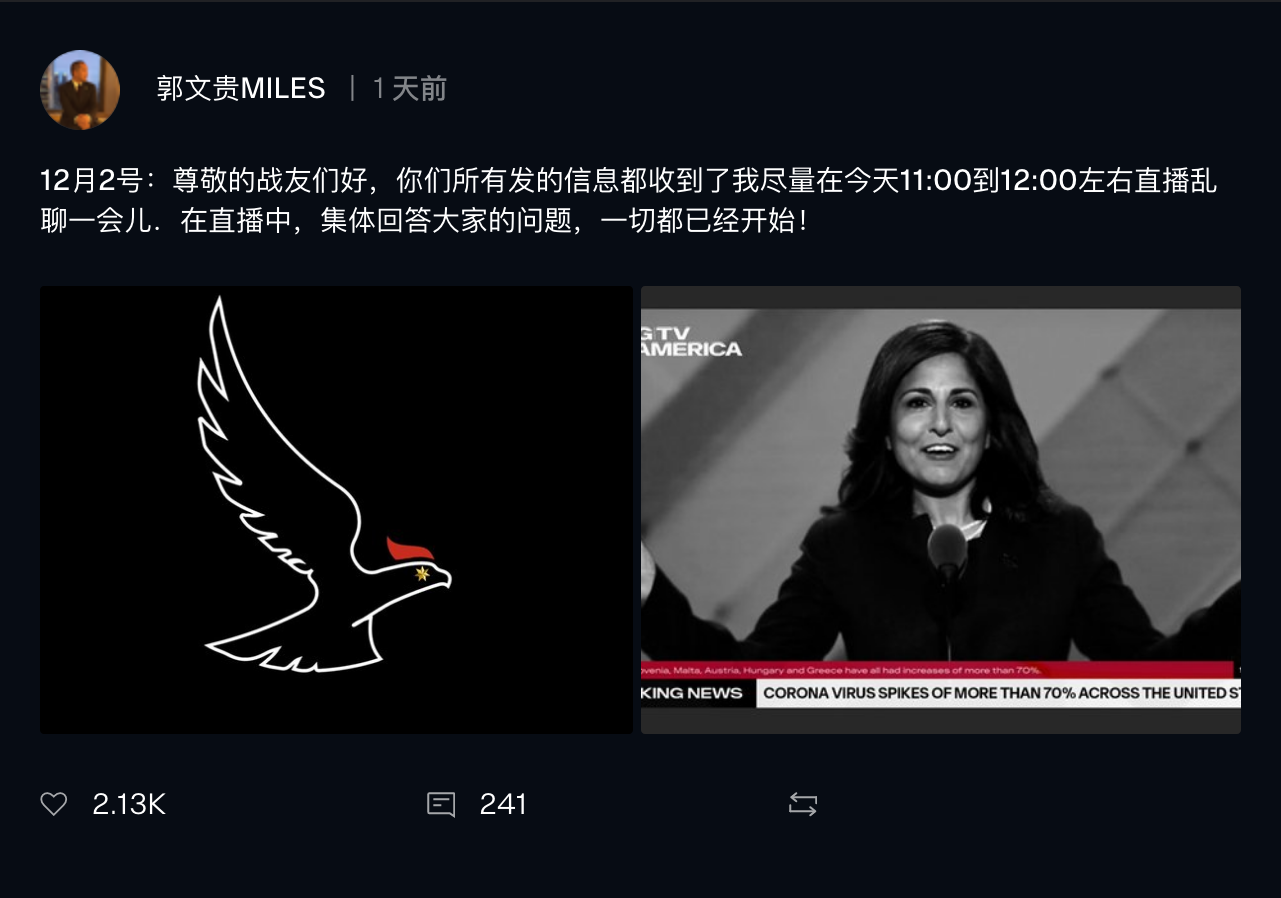 郭文贵MILES | 1 天前
12月2号：尊敬的战友们好，你们所有发的信息都收到了我尽量在今天11:00到12:00左右直播乱
聊一会儿．在直播中，集体回答大家的问题，一切都已经开始！
G TV
AMERICA
venia, Malta, Austria, Hungary and Greece have all had increases of more than 70%.
KING NEWS
CORONA VIRUS SPIKES OF MORE THAN 70% ACROSS THE UNITED ST
2.13K
241